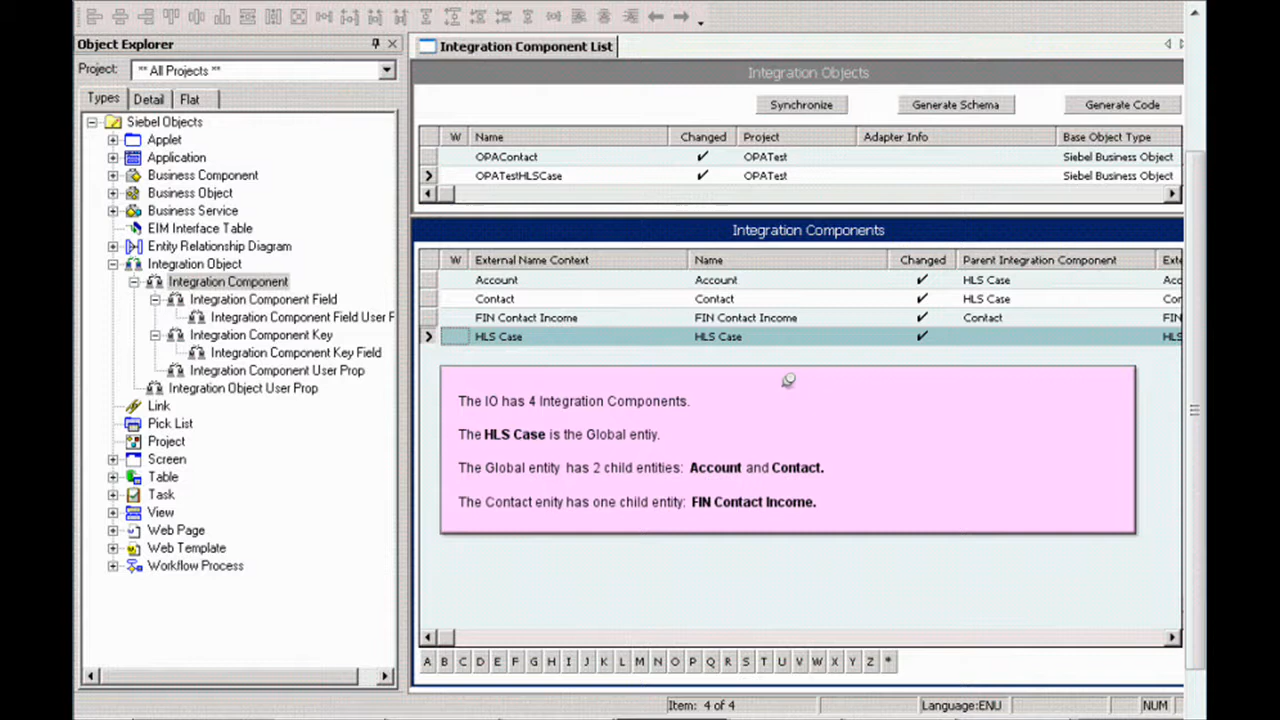 Object Explorer
Project: ** All Projects **
Types Detail Flat
Siebel Objects
Applet
Application
Business Component
Business Object
Business Service
EIM Interface Table
Entity Relationship Diagram
Integration Object
Integration Component
Integration Component Field
Integration Component Field User F
Integration Component Key
Integration Component Key Field
Integration Component User Prop
Integration Object User Prop
Link
Pick List
Project
Screen
Table
Task
View
Web Page
Web Template
Workflow Process
Integration Component List
Integration Objects
Synchronize Generate Schema Generate Code
W Name Changed Project Adapter Info Base Object Type
OPAContact OPATest Siebel Business Object
OPATestHLSCase OPATest Siebel Business Object
Integration Components
W External Name Context Name Changed Parent Integration Component Exte
Account Account HLS Case Acc
Contact Contact HLS Case Cor
FIN Contact Income FIN Contact Income Contact FIN
HLS Case HLS Case HLS
The IO has 4 Integration Components.
The HLS Case is the Global entiy.
The Global entity has 2 child entities: Account and Contact.
The Contact enity has one child entity: FIN Contact Income.
A B C D E F G H I J K L M N O P Q R S T U V W X Y Z *
Item: 4 of 4 Language:ENU NUM